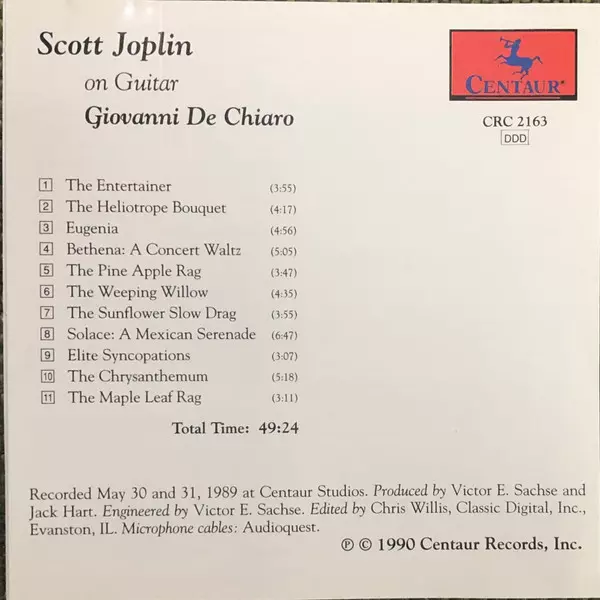 Scott Joplin
on Guitar
Giovanni De Chiaro
CENTAUR®
CRC 2163
DDD
1 The Entertainer (3:55)
2 The Heliotrope Bouquet (4:17)
3 Eugenia (4:56)
4 Bethena: A Concert Waltz (5:05)
5 The Pine Apple Rag (3:47)
6 The Weeping Willow (4:35)
7 The Sunflower Slow Drag (3:55)
8 Solace: A Mexican Serenade (6:47)
9 Elite Syncopations (3:07)
10 The Chrysanthemum (5:18)
11 The Maple Leaf Rag (3:11)
Total Time: 49:24
Recorded May 30 and 31, 1989 at Centaur Studios. Produced by Victor E. Sachse and
Jack Hart. Engineered by Victor E. Sachse. Edited by Chris Willis, Classic Digital, Inc.,
Evanston, IL. Microphone cables: Audioquest.
℗ © 1990 Centaur Records, Inc.